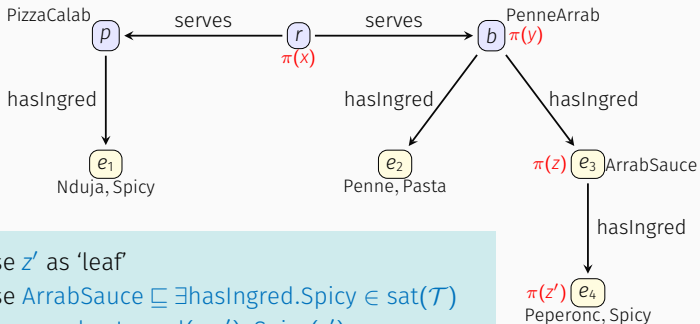 PizzaCalab
PenneArrab
p
serves
r
serves
b
π(y)
π(x)
hasIngred
hasIngred
hasIngred
e₁
e₂
π(z)
e₃
ArrabSauce
Nduja, Spicy
Penne, Pasta
hasIngred
se z′ as ‘leaf’
se ArrabSauce ⊑ ∃hasIngred.Spicy ∈ sat(𝒯)
π(z′)
e₄
Peperonc, Spicy